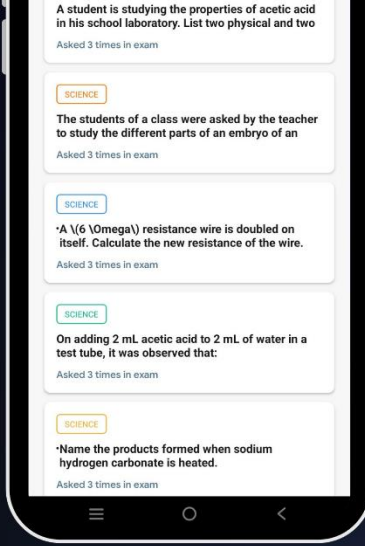 A student is studying the properties of acetic acid
in his school laboratory. List two physical and two
Asked 3 times in exam
SCIENCE
The students of a class were asked by the teacher
to study the different parts of an embryo of an
Asked 3 times in exam
SCIENCE
·A \(6 \Omega\) resistance wire is doubled on
itself. Calculate the new resistance of the wire.
Asked 3 times in exam
SCIENCE
On adding 2 mL acetic acid to 2 mL of water in a
test tube, it was observed that:
Asked 3 times in exam
SCIENCE
·Name the products formed when sodium
hydrogen carbonate is heated.
Asked 3 times in exam